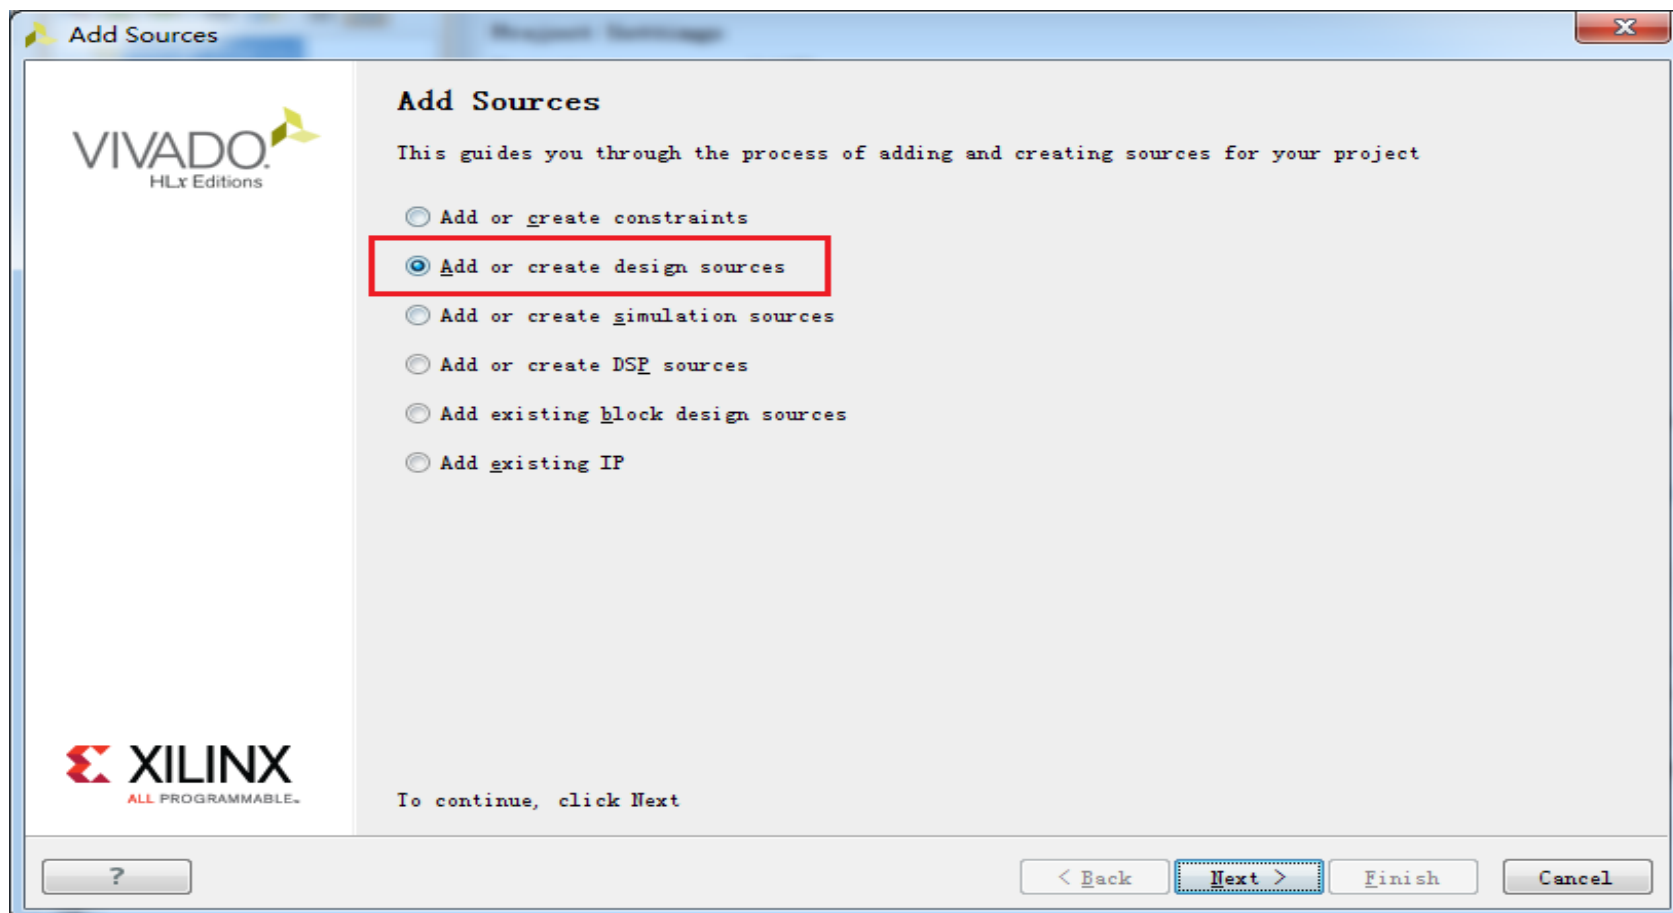 Add Sources
Project Settings
VIVADO.
HLx Editions
Add Sources
This guides you through the process of adding and creating sources for your project
Add or create constraints
Add or create design sources
Add or create simulation sources
Add or create DSP sources
Add existing block design sources
Add existing IP
XILINX
ALL PROGRAMMABLE™
To continue, click Next
?
< Back
Next >
Finish
Cancel